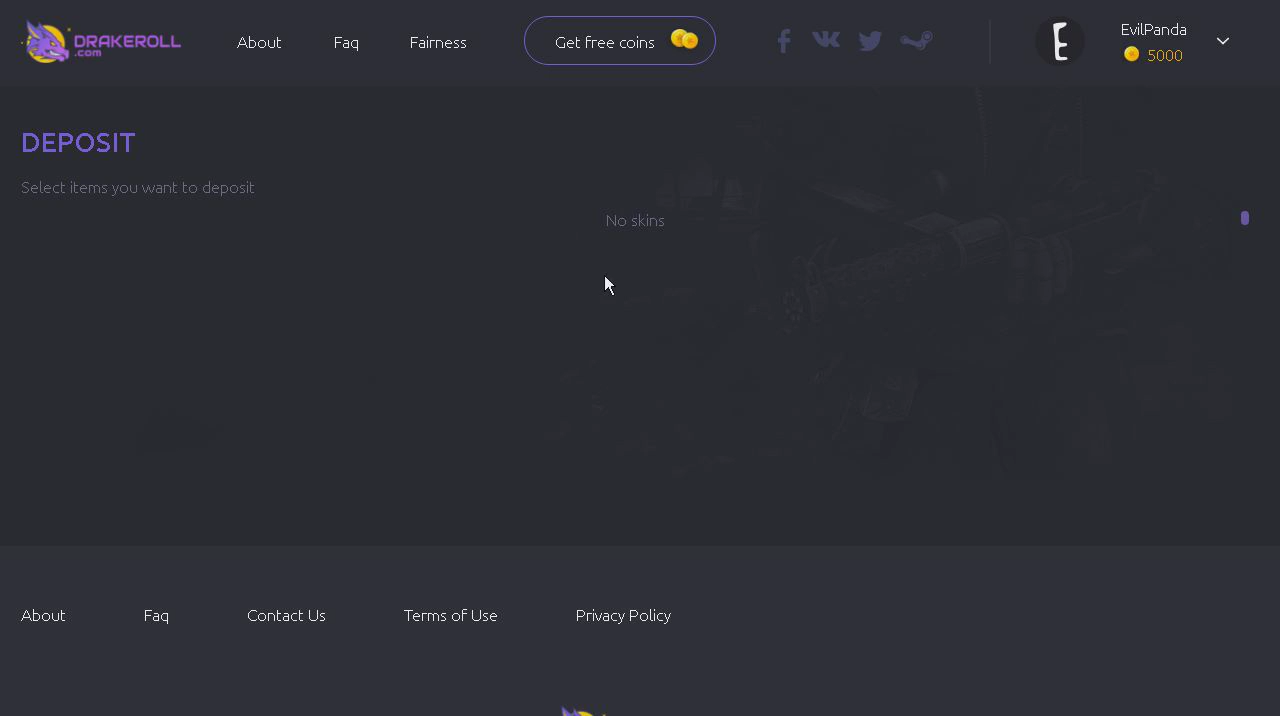 DRAKEROLL
.com
About
Faq
Fairness
Get free coins
EvilPanda
5000
DEPOSIT
Select items you want to deposit
No skins
About
Faq
Contact Us
Terms of Use
Privacy Policy